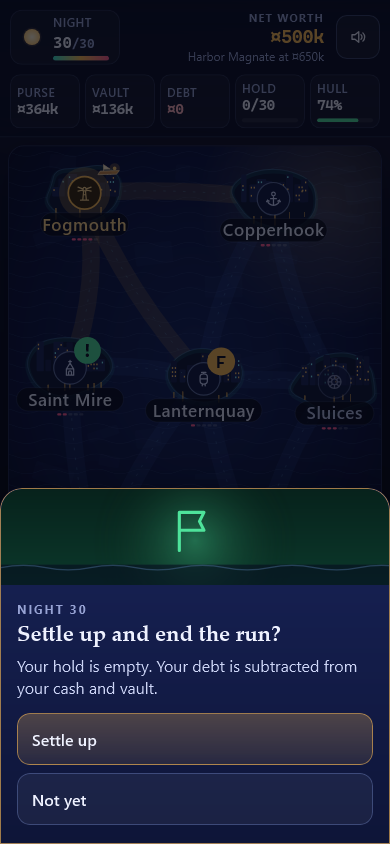 NIGHT
30/30
NET WORTH
¤500k
Harbor Magnate at ¤650k
PURSE
¤364k
VAULT
¤136k
DEBT
¤0
HOLD
0/30
HULL
74%
Fogmouth
Copperhook
!
Saint Mire
F
Lanternquay
Sluices
NIGHT 30
Settle up and end the run?
Your hold is empty. Your debt is subtracted from
your cash and vault.
Settle up
Not yet